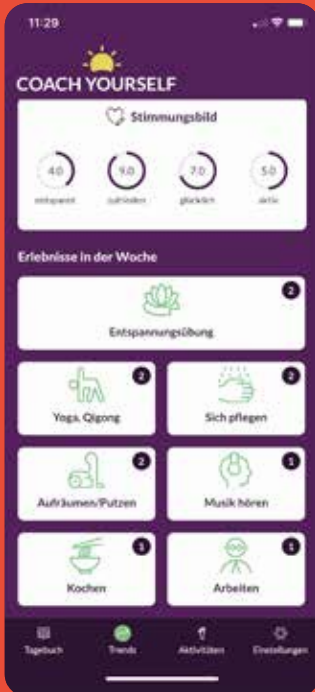 11:29
COACH YOURSELF
Stimmungsbild
4.0 9.0 7.0 5.0
entspannt zufrieden glücklich aktiv
Erlebnisse in der Woche
2
Entspannungsübung
2 2
Yoga, Qigong Sich pflegen
2 1
Aufräumen/Putzen Musik hören
1 1
Kochen Arbeiten
Tagebuch Trends Aktivitäten Einstellungen